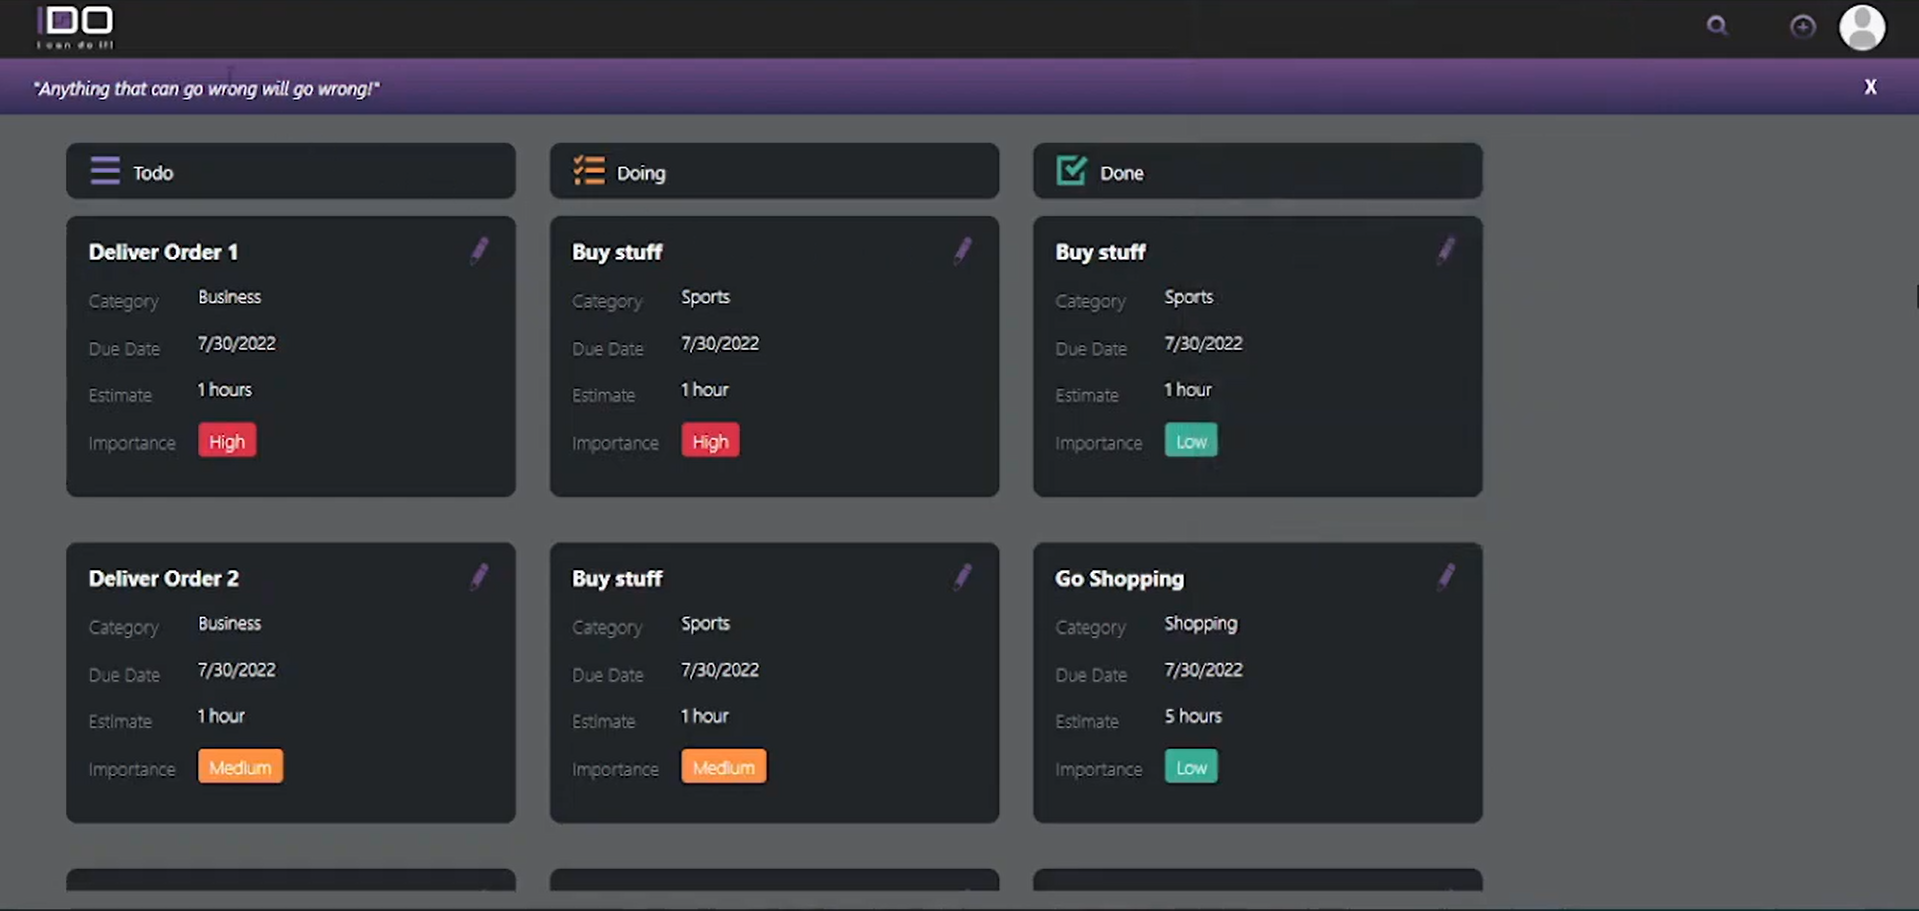 IDO
I can do it!
"Anything that can go wrong will go wrong!"
X
Todo
Doing
Done
Deliver Order 1
Category Business
Due Date 7/30/2022
Estimate 1 hours
Importance High
Buy stuff
Category Sports
Due Date 7/30/2022
Estimate 1 hour
Importance High
Buy stuff
Category Sports
Due Date 7/30/2022
Estimate 1 hour
Importance Low
Deliver Order 2
Category Business
Due Date 7/30/2022
Estimate 1 hour
Importance Medium
Buy stuff
Category Sports
Due Date 7/30/2022
Estimate 1 hour
Importance Medium
Go Shopping
Category Shopping
Due Date 7/30/2022
Estimate 5 hours
Importance Low